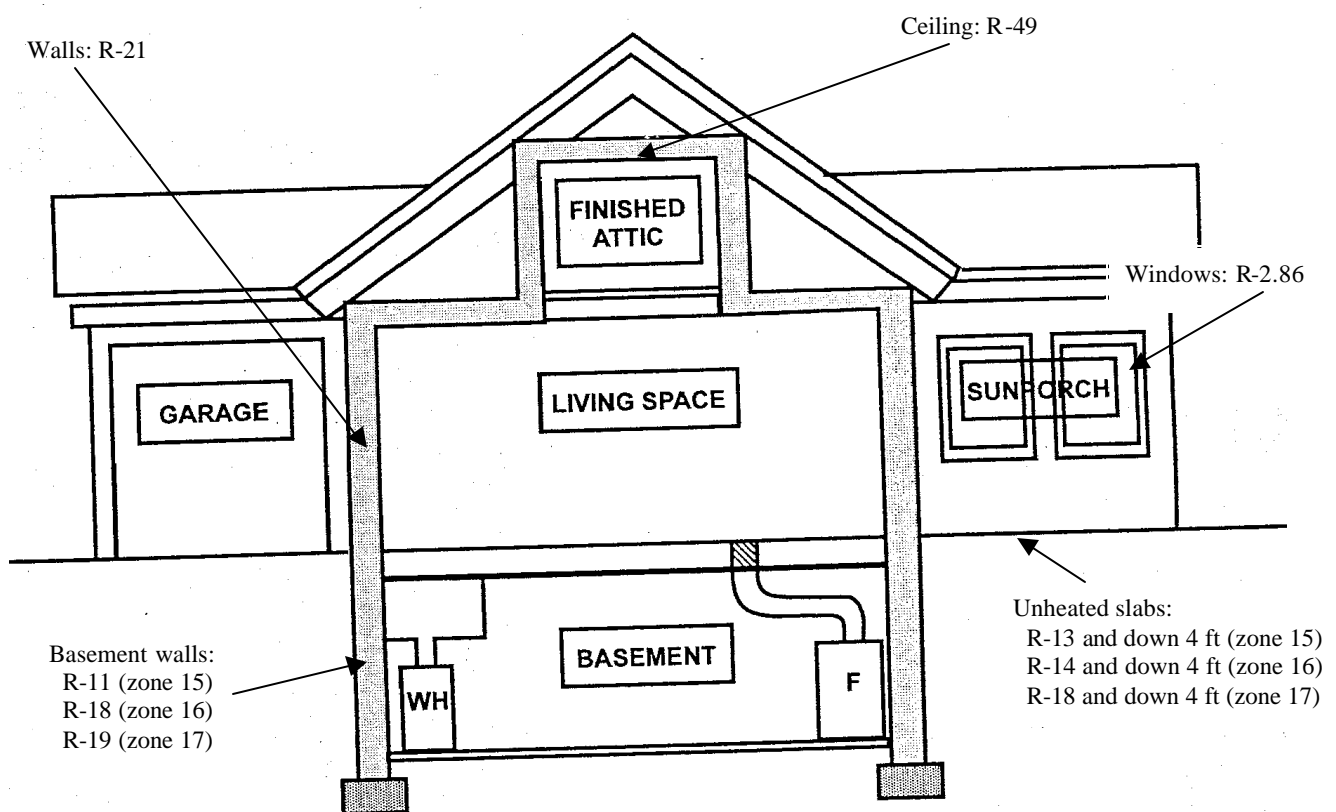 Ceiling: R-49
Walls: R-21
FINISHED
ATTIC
Windows: R-2.86
GARAGE
LIVING SPACE
SUNPORCH
Basement walls:
R-11 (zone 15)
R-18 (zone 16)
R-19 (zone 17)
WH
BASEMENT
F
Unheated slabs:
R-13 and down 4 ft (zone 15)
R-14 and down 4 ft (zone 16)
R-18 and down 4 ft (zone 17)